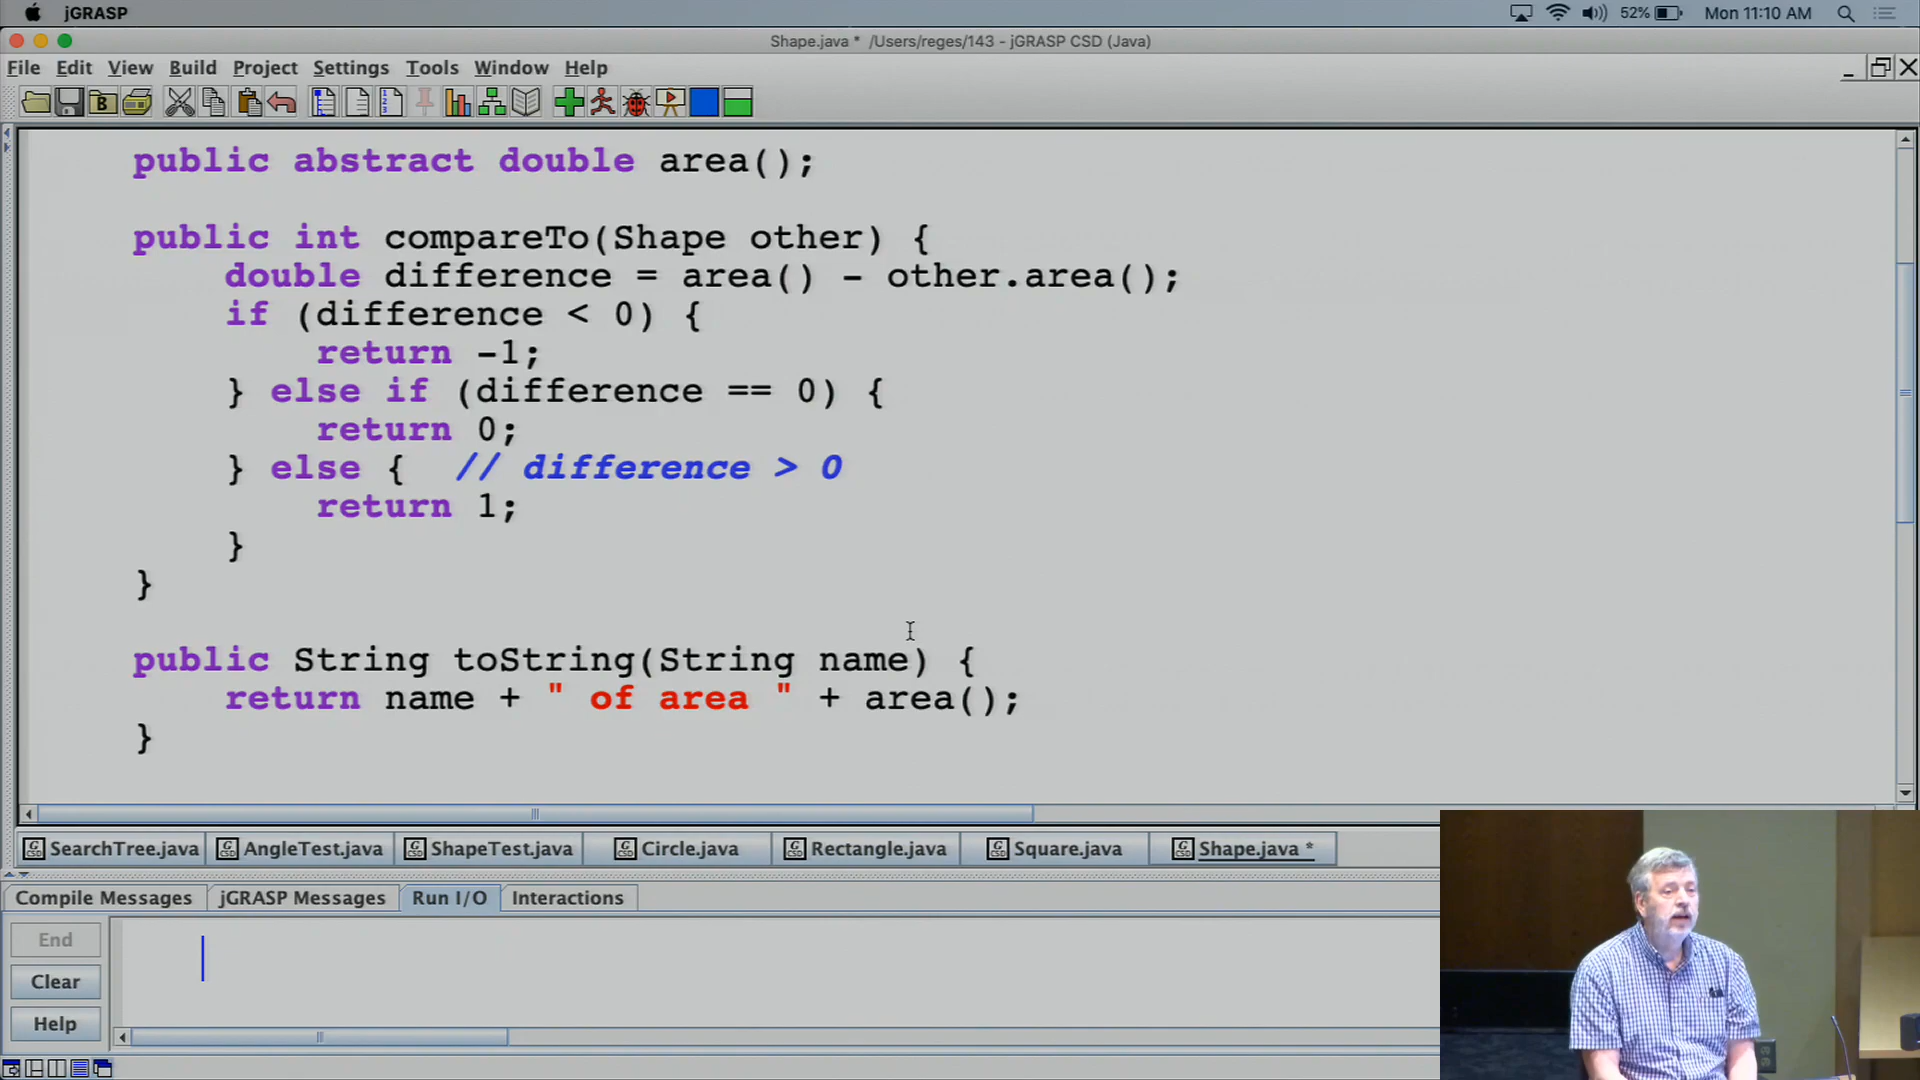 jGRASP
52%
Mon 11:10 AM
Shape.java * /Users/reges/143 - jGRASP CSD (Java)
File Edit View Build Project Settings Tools Window Help
public abstract double area();
public int compareTo(Shape other) {
double difference = area() - other.area();
if (difference < 0) {
return -1;
} else if (difference == 0) {
return 0;
} else { // difference > 0
return 1;
}
}
public String toString(String name) {
return name + " of area " + area();
}
SearchTree.java AngleTest.java ShapeTest.java Circle.java Rectangle.java Square.java Shape.java *
Compile Messages jGRASP Messages Run I/O Interactions
End
Clear
Help